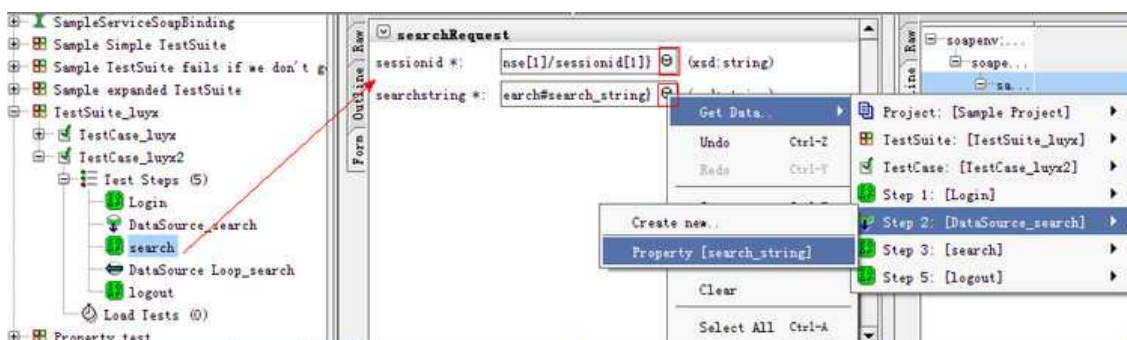 SampleServiceSoapBinding
Sample Simple TestSuite
Sample TestSuite fails if we don't g
Sample expanded TestSuite
TestSuite_luyx
TestCase_luyx
TestCase_luyx2
Test Steps (5)
Login
DataSource_search
search
DataSource Loop_search
logout
Load Tests (0)
Property test
Raw
Outline
Form
searchRequest
sessionid *: nse[1]/sessionid[1]} (xsd:string)
searchstring *: earch#search_string}
Get Data..
Undo Ctrl-Z
Redo Ctrl-Y
Clear
Select All Ctrl-A
Create new..
Property [search_string]
Project: [Sample Project]
TestSuite: [TestSuite_luyx]
TestCase: [TestCase_luyx2]
Step 1: [Login]
Step 2: [DataSource_search]
Step 3: [search]
Step 5: [logout]
Raw
soapenv:...
soape...
sa...